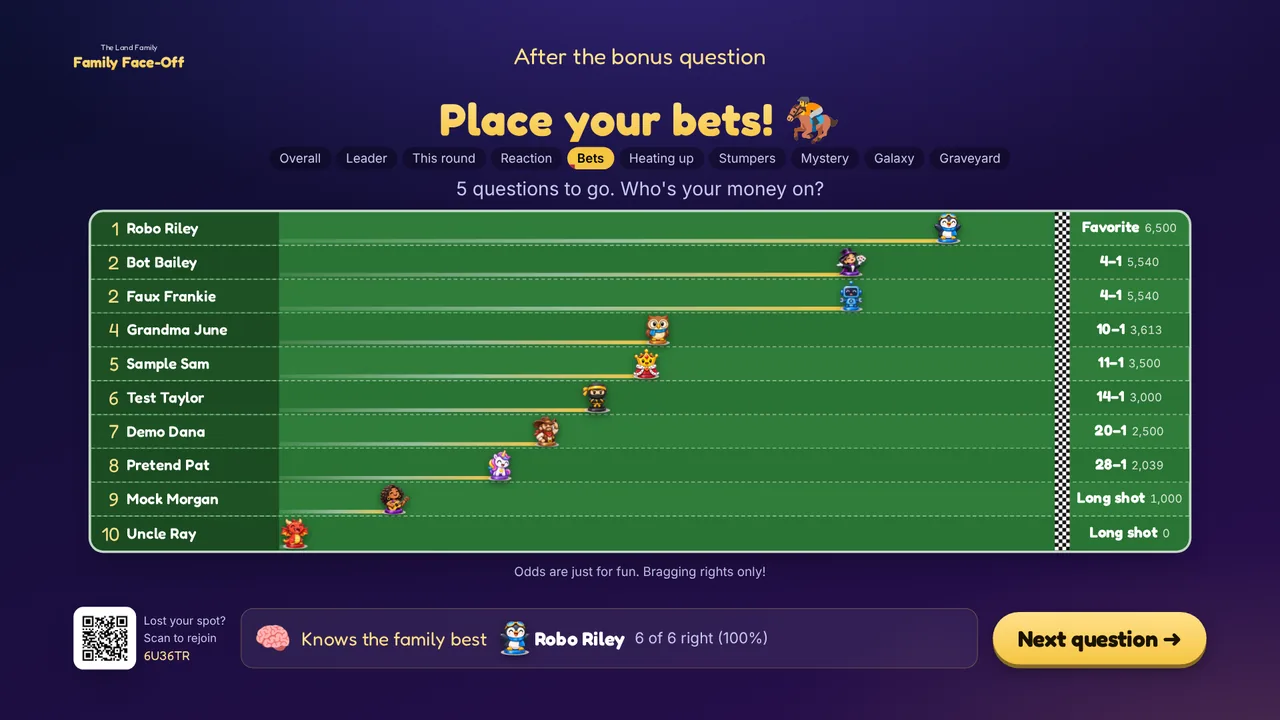 The Land Family
Family Face-Off
After the bonus question
Place your bets!
Overall Leader This round Reaction Bets Heating up Stumpers Mystery Galaxy Graveyard
5 questions to go. Who's your money on?
1 Robo Riley Favorite 6,500
2 Bot Bailey 4–1 5,540
2 Faux Frankie 4–1 5,540
4 Grandma June 10–1 3,613
5 Sample Sam 11–1 3,500
6 Test Taylor 14–1 3,000
7 Demo Dana 20–1 2,500
8 Pretend Pat 28–1 2,039
9 Mock Morgan Long shot 1,000
10 Uncle Ray Long shot 0
Odds are just for fun. Bragging rights only!
Lost your spot?
Scan to rejoin
6U36TR
Knows the family best Robo Riley 6 of 6 right (100%)
Next question →